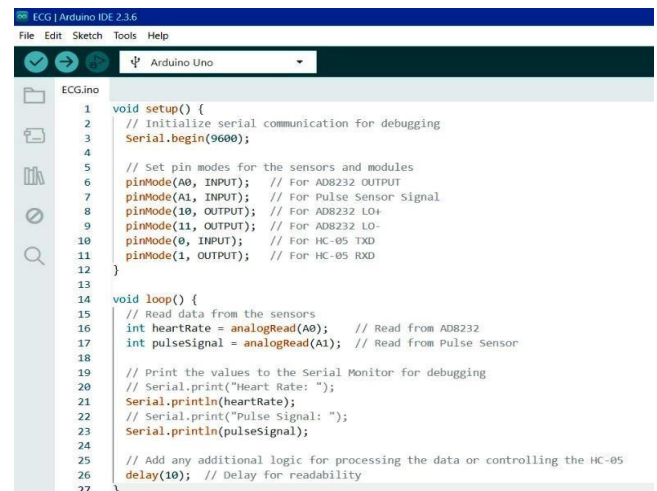 ECG | Arduino IDE 2.3.6
File Edit Sketch Tools Help
Arduino Uno
ECG.ino
1 void setup() {
2 // Initialize serial communication for debugging
3 Serial.begin(9600);
4
5 // Set pin modes for the sensors and modules
6 pinMode(A0, INPUT); // For AD8232 OUTPUT
7 pinMode(A1, INPUT); // For Pulse Sensor Signal
8 pinMode(10, OUTPUT); // For AD8232 LO+
9 pinMode(11, OUTPUT); // For AD8232 LO-
10 pinMode(0, INPUT); // For HC-05 TXD
11 pinMode(1, OUTPUT); // For HC-05 RXD
12 }
13
14 void loop() {
15 // Read data from the sensors
16 int heartRate = analogRead(A0); // Read from AD8232
17 int pulseSignal = analogRead(A1); // Read from Pulse Sensor
18
19 // Print the values to the Serial Monitor for debugging
20 // Serial.print("Heart Rate: ");
21 Serial.println(heartRate);
22 // Serial.print("Pulse Signal: ");
23 Serial.println(pulseSignal);
24
25 // Add any additional logic for processing the data or controlling the HC-05
26 delay(10); // Delay for readability
27 }